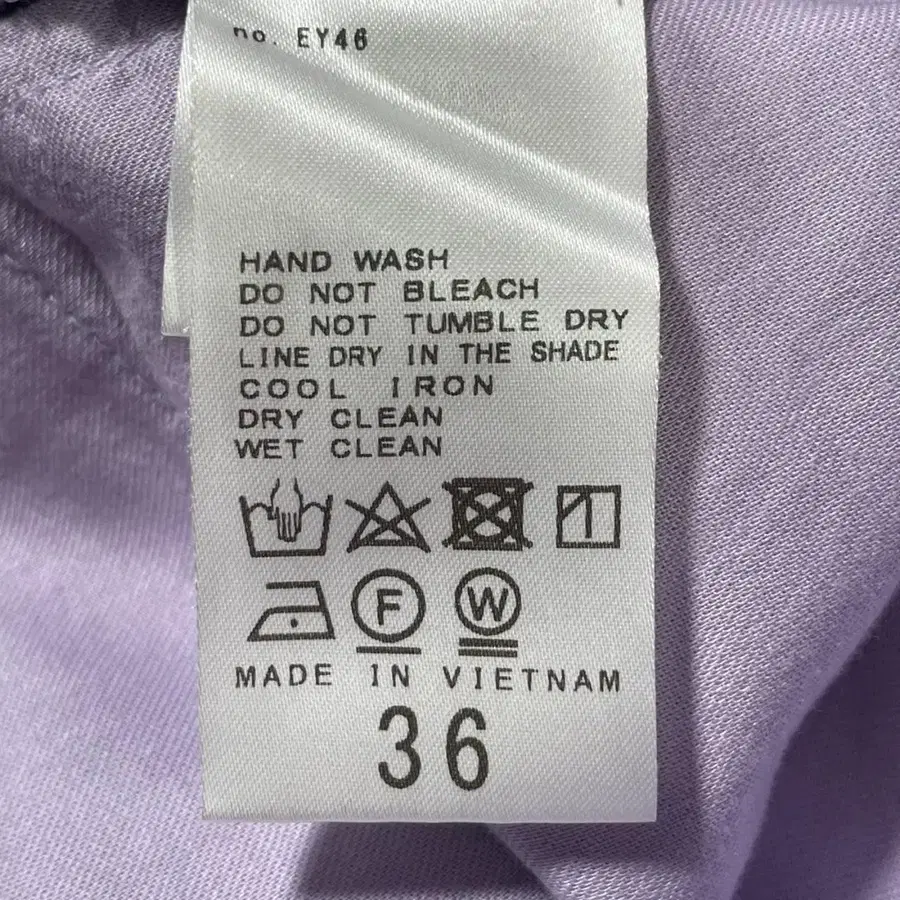 no. EY46
HAND WASH
DO NOT BLEACH
DO NOT TUMBLE DRY
LINE DRY IN THE SHADE
COOL IRON
DRY CLEAN
WET CLEAN
F W
MADE IN VIETNAM
36